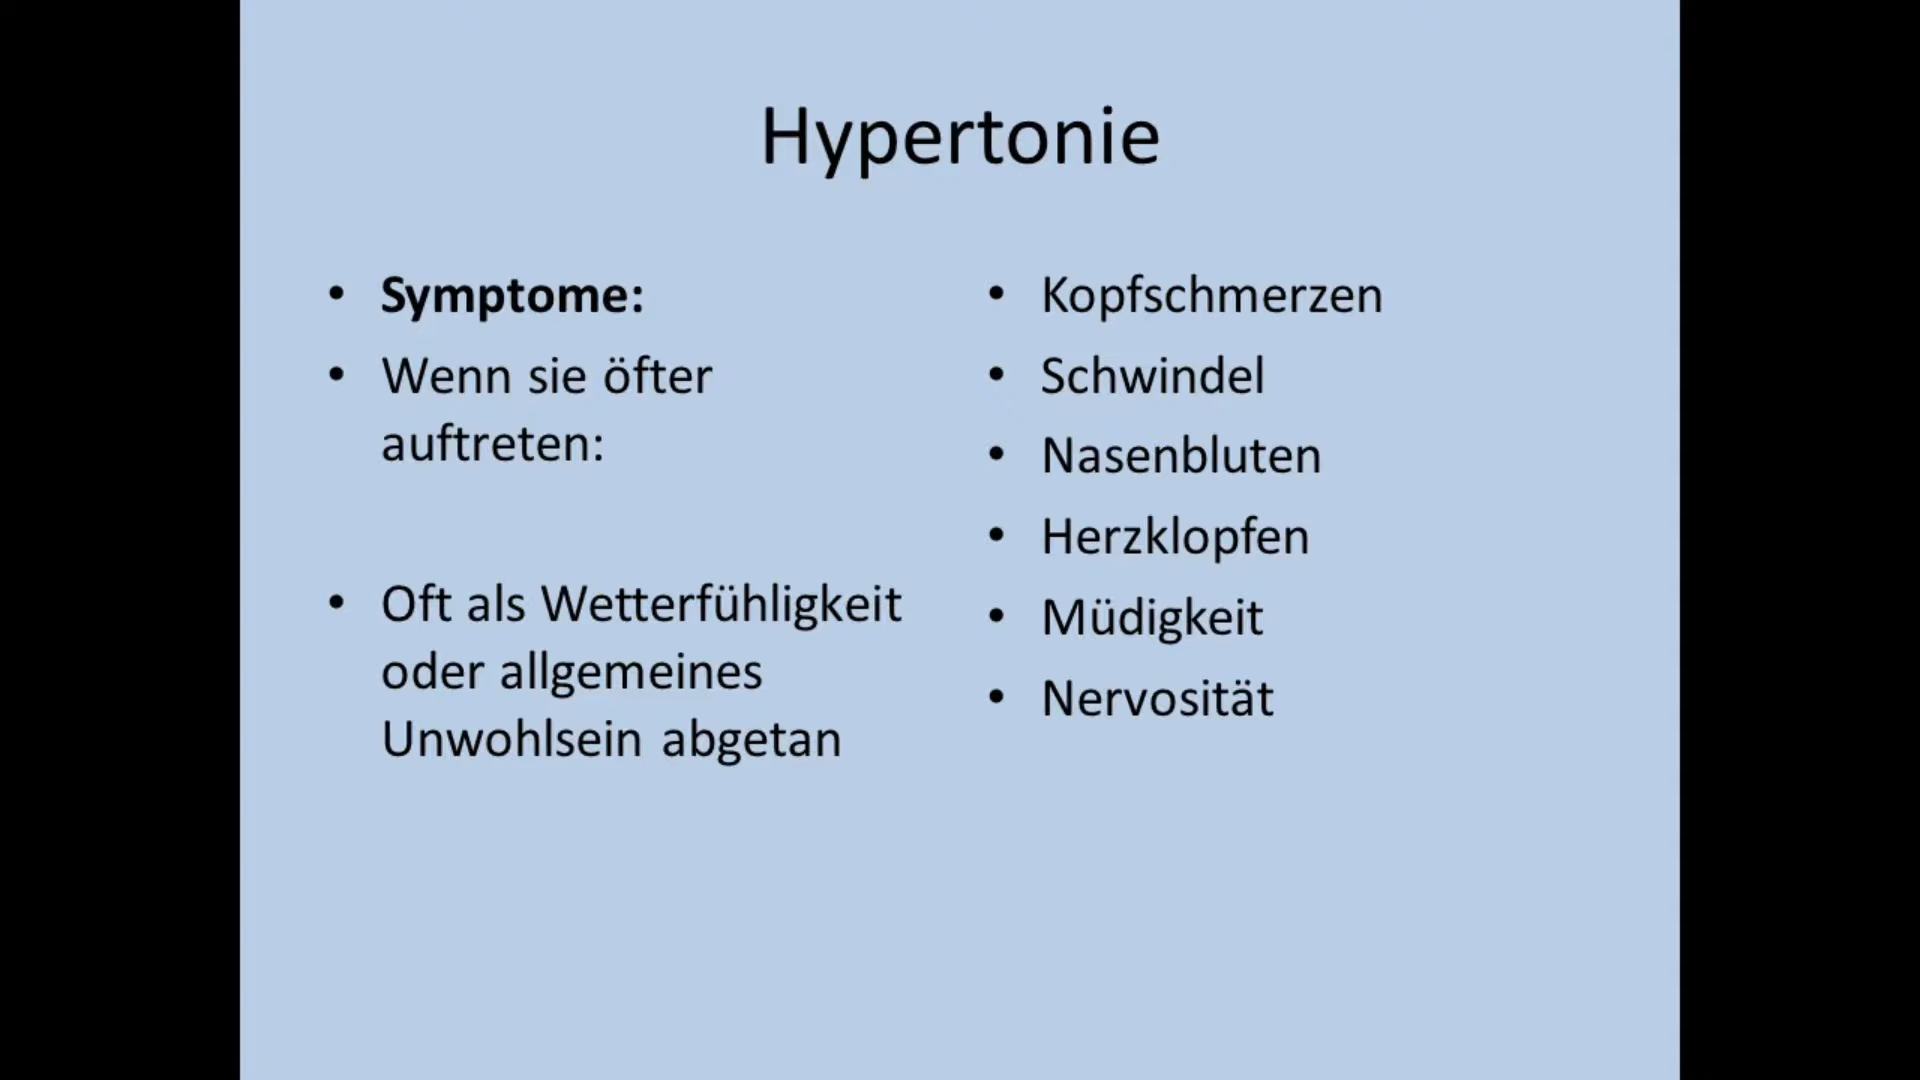 Hypertonie
• Symptome:
• Wenn sie öfter
auftreten:
• Oft als Wetterfühligkeit
oder allgemeines
Unwohlsein abgetan
• Kopfschmerzen
• Schwindel
• Nasenbluten
• Herzklopfen
• Müdigkeit
• Nervosität